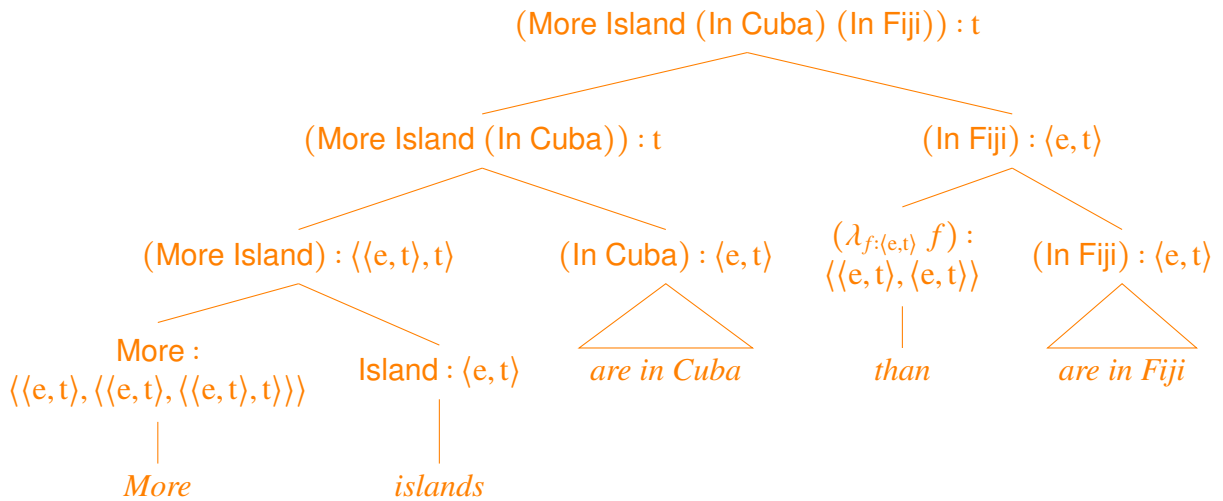 (More Island (In Cuba) (In Fiji)) : t
(More Island (In Cuba)) : t
(In Fiji) : ⟨e, t⟩
(More Island) : ⟨⟨e, t⟩, t⟩
(In Cuba) : ⟨e, t⟩
(λf:⟨e,t⟩ f) :
⟨⟨e, t⟩, ⟨e, t⟩⟩
(In Fiji) : ⟨e, t⟩
More :
⟨⟨e, t⟩, ⟨⟨e, t⟩, ⟨⟨e, t⟩, t⟩⟩⟩
Island : ⟨e, t⟩
are in Cuba
than
are in Fiji
More
islands